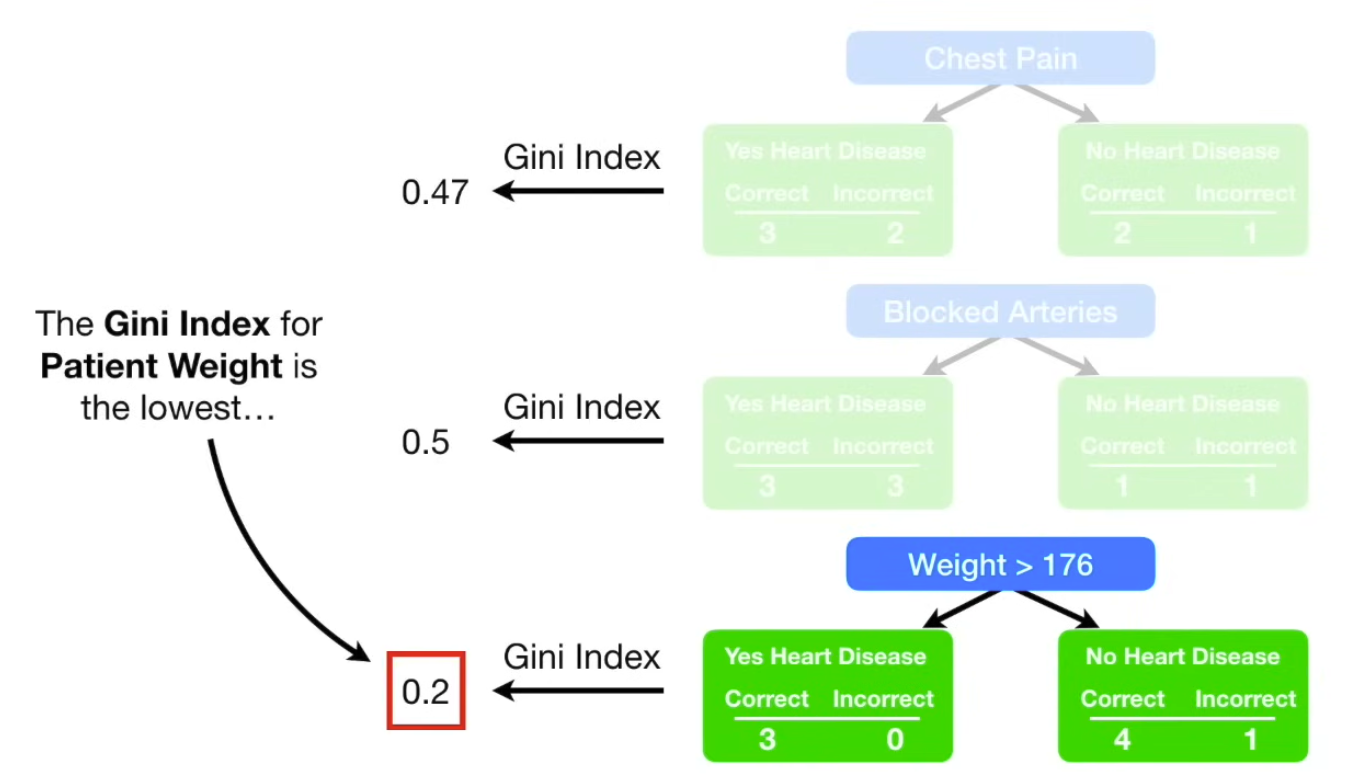 Chest Pain
Gini Index
0.47
Yes Heart Disease
Correct Incorrect
3 2
No Heart Disease
Correct Incorrect
2 1
The Gini Index for
Patient Weight is
the lowest…
Blocked Arteries
Gini Index
0.5
Yes Heart Disease
Correct Incorrect
3 3
No Heart Disease
Correct Incorrect
1 1
Weight > 176
Gini Index
0.2
Yes Heart Disease
Correct Incorrect
3 0
No Heart Disease
Correct Incorrect
4 1